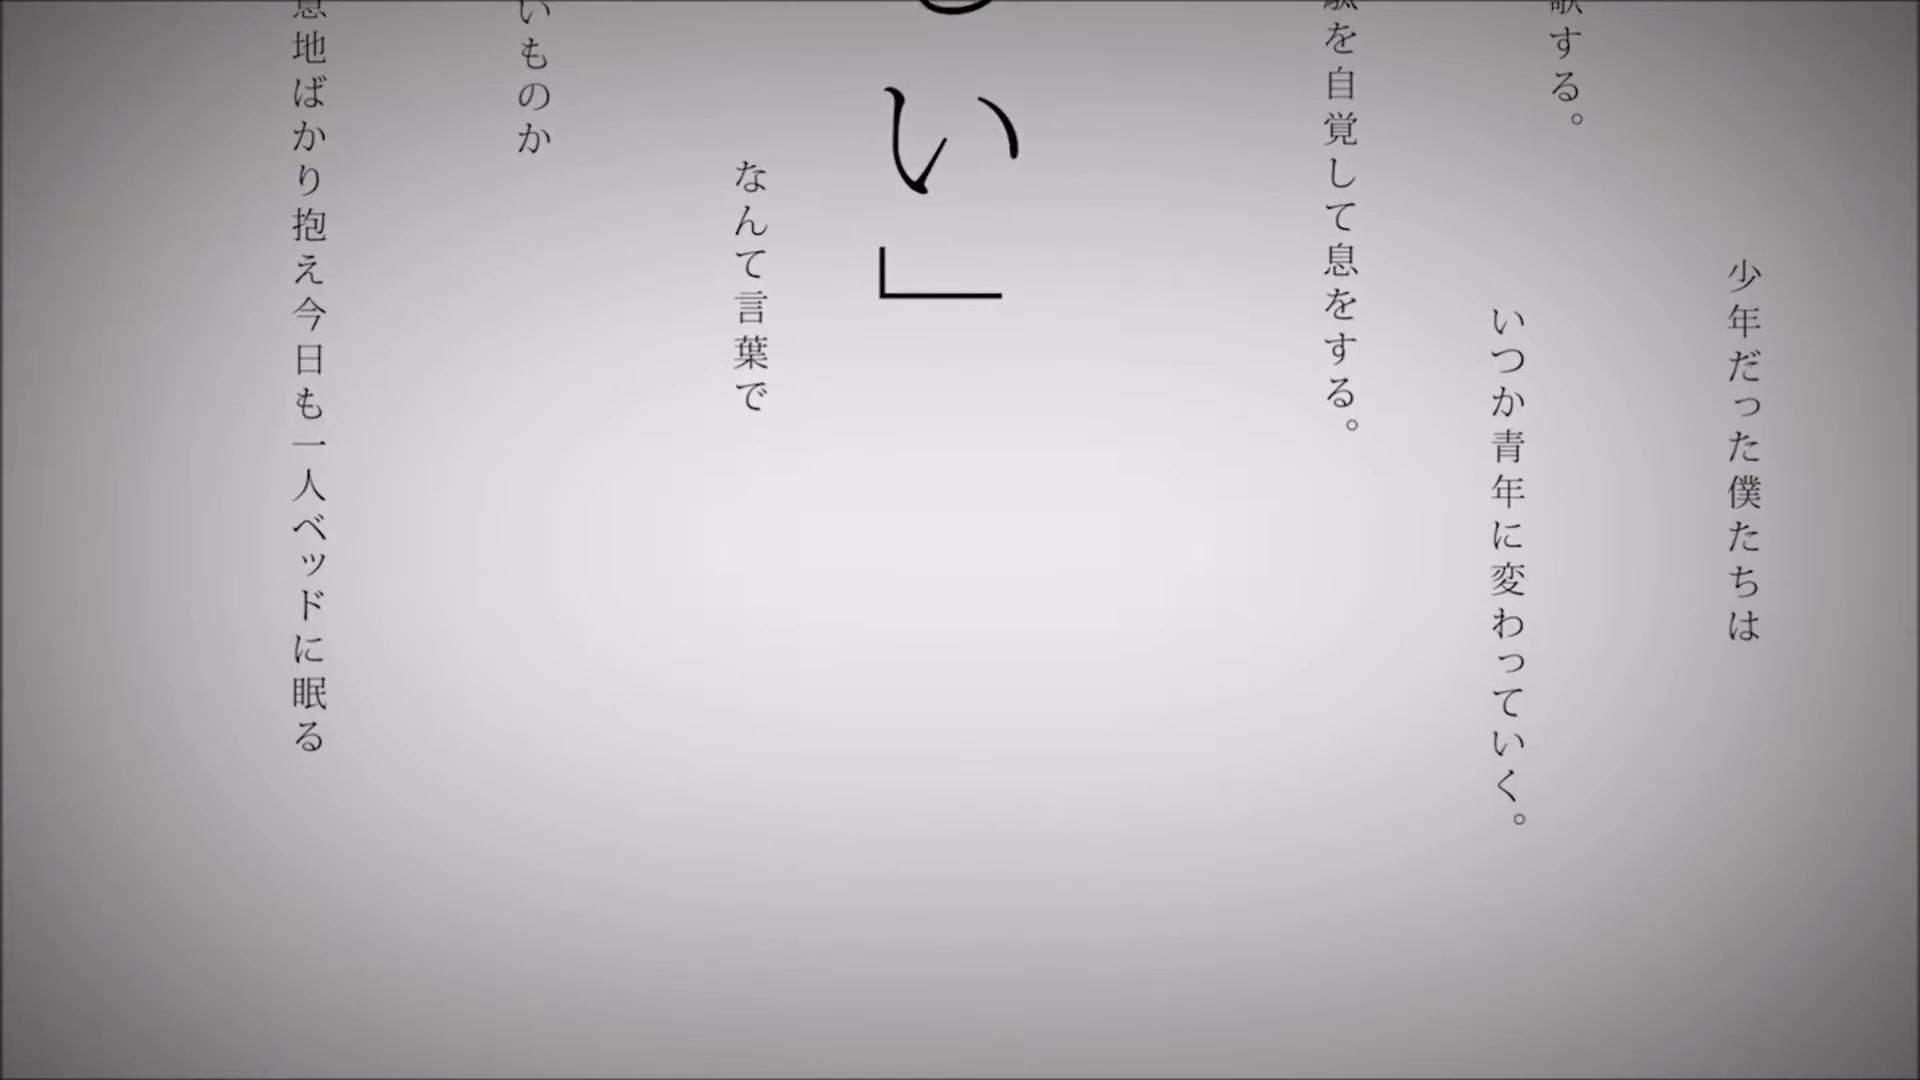 少年だった僕たちは
歌する。
いつか青年に変わっていく。
駄を自覚して息をする。
い」
なんて言葉で
いものか
意地ばかり抱え今日も一人ベッドに眠る